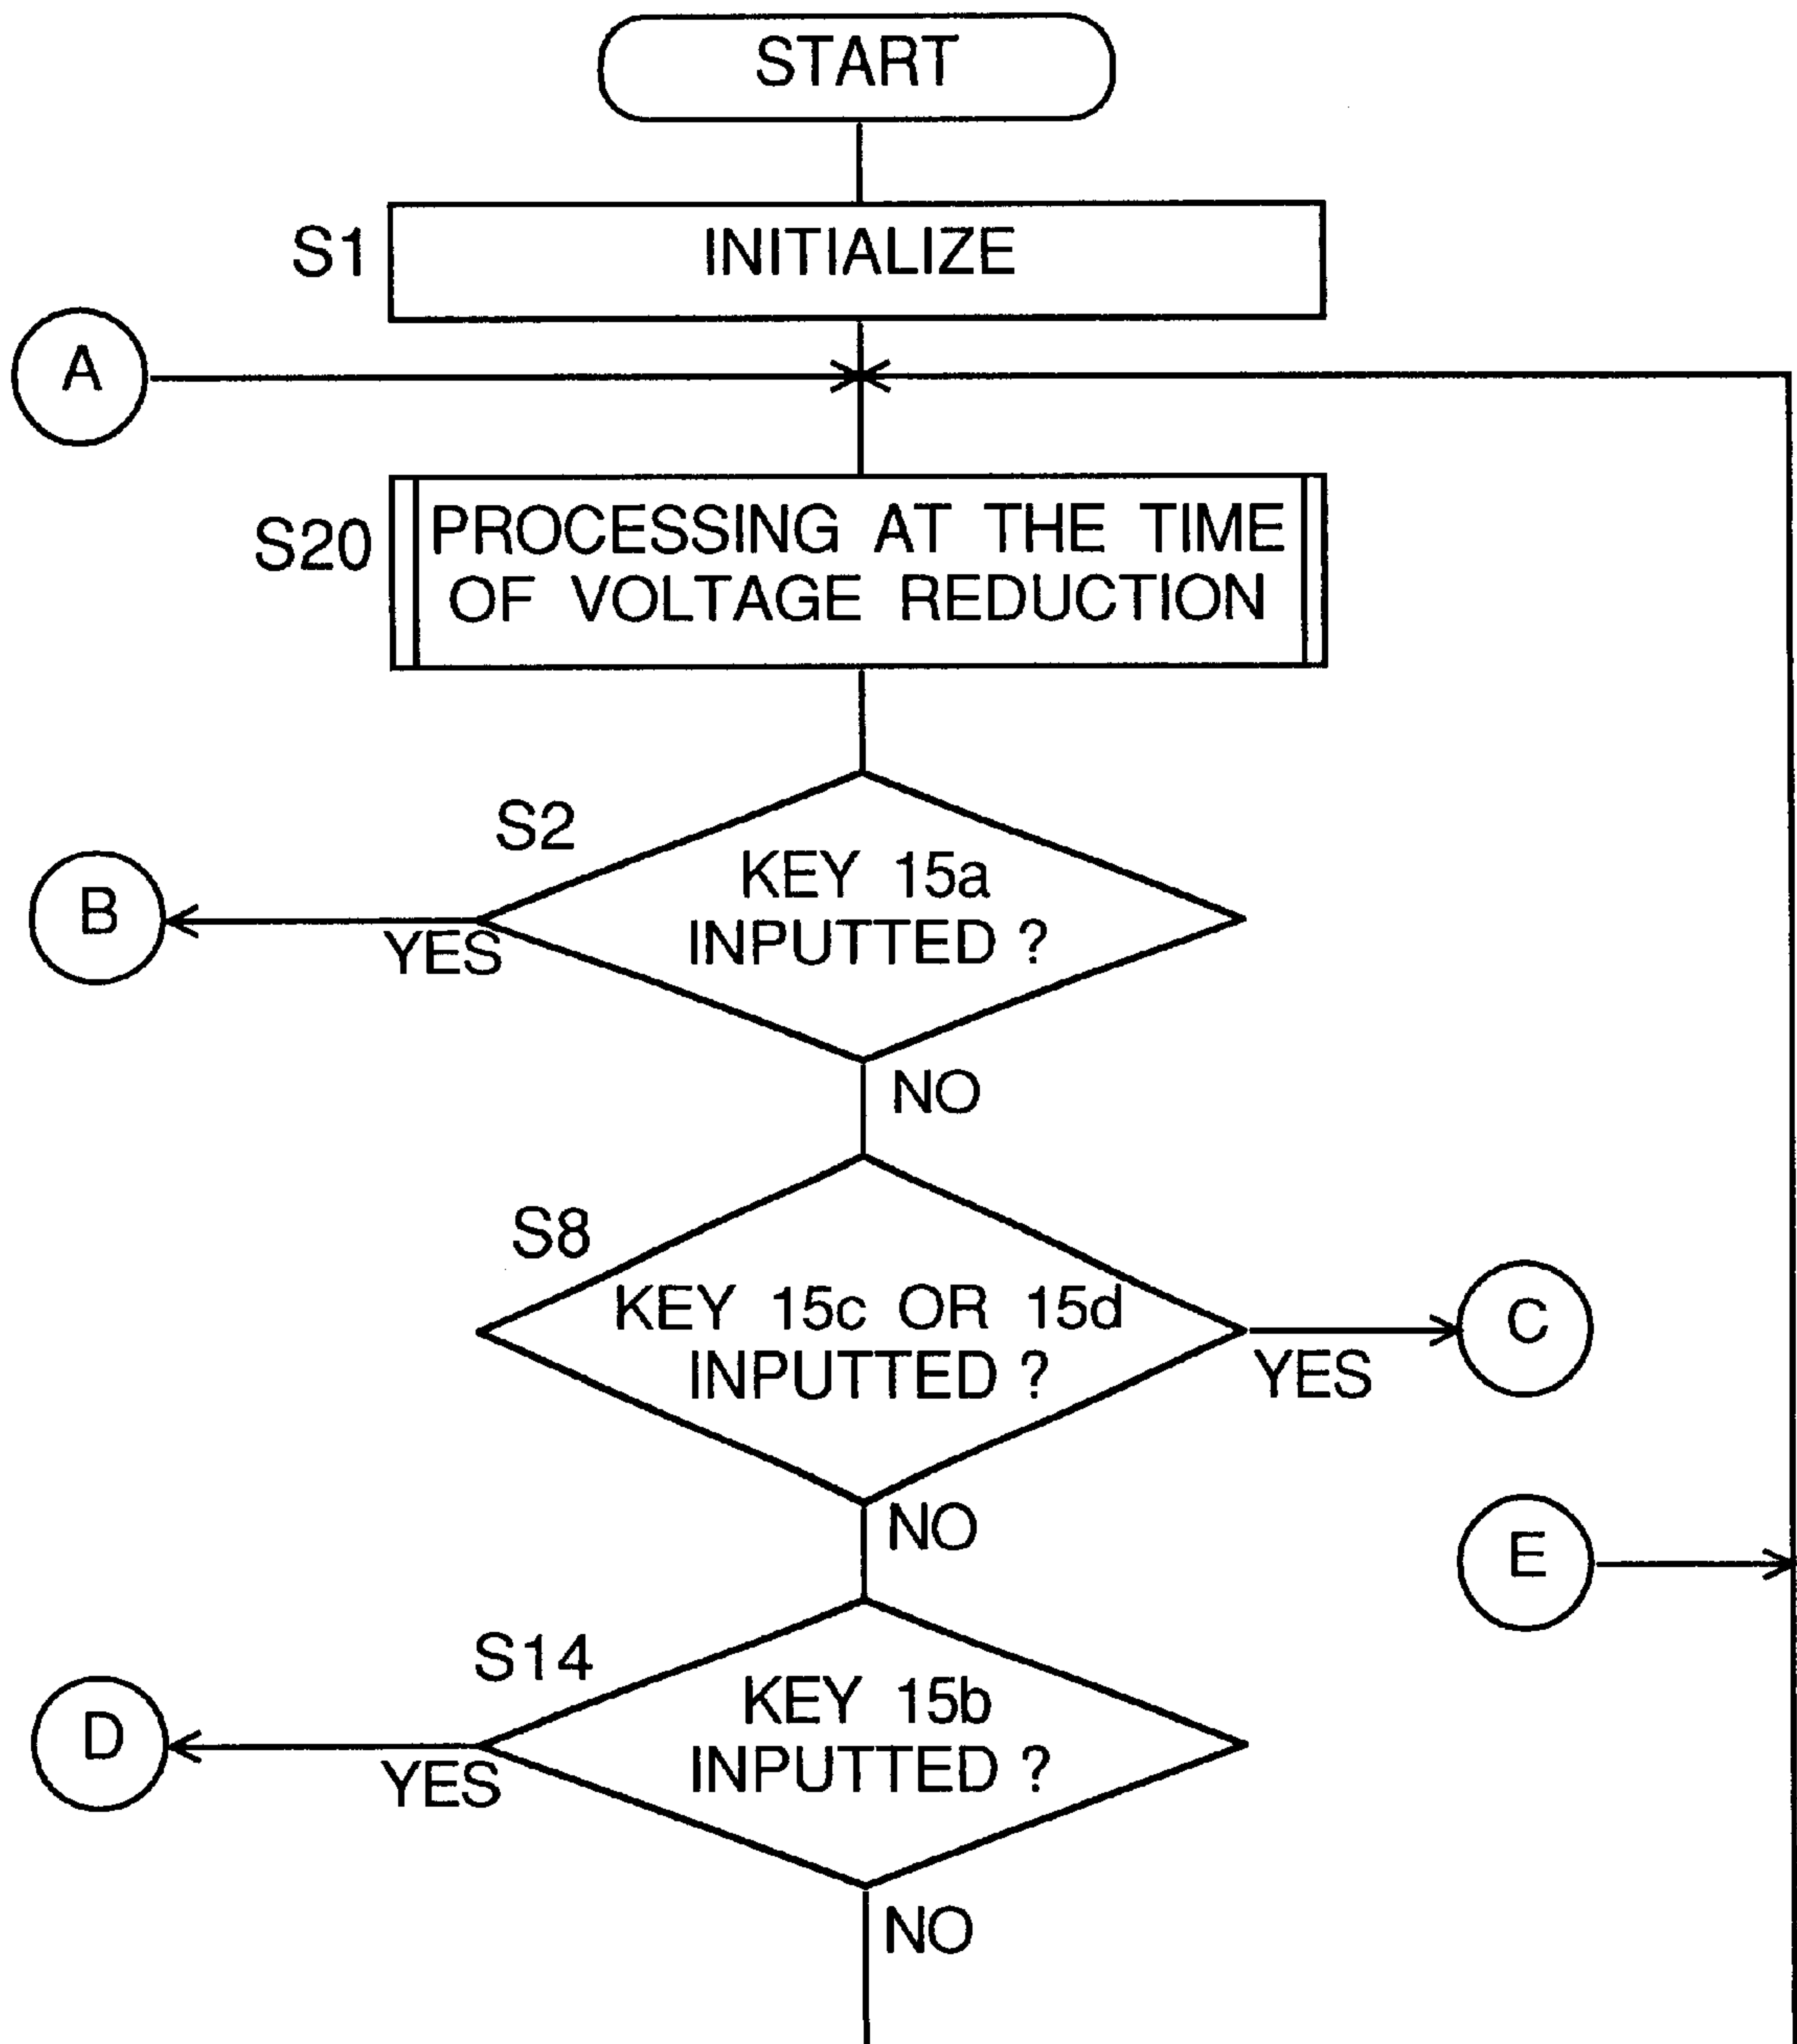 START
S1
INITIALIZE
A
S20
PROCESSING AT THE TIME
OF VOLTAGE REDUCTION
S2
KEY 15a
INPUTTED ?
B
YES
NO
S8
KEY 15c OR 15d
INPUTTED ?
C
YES
NO
E
S14
KEY 15b
INPUTTED ?
D
YES
NO